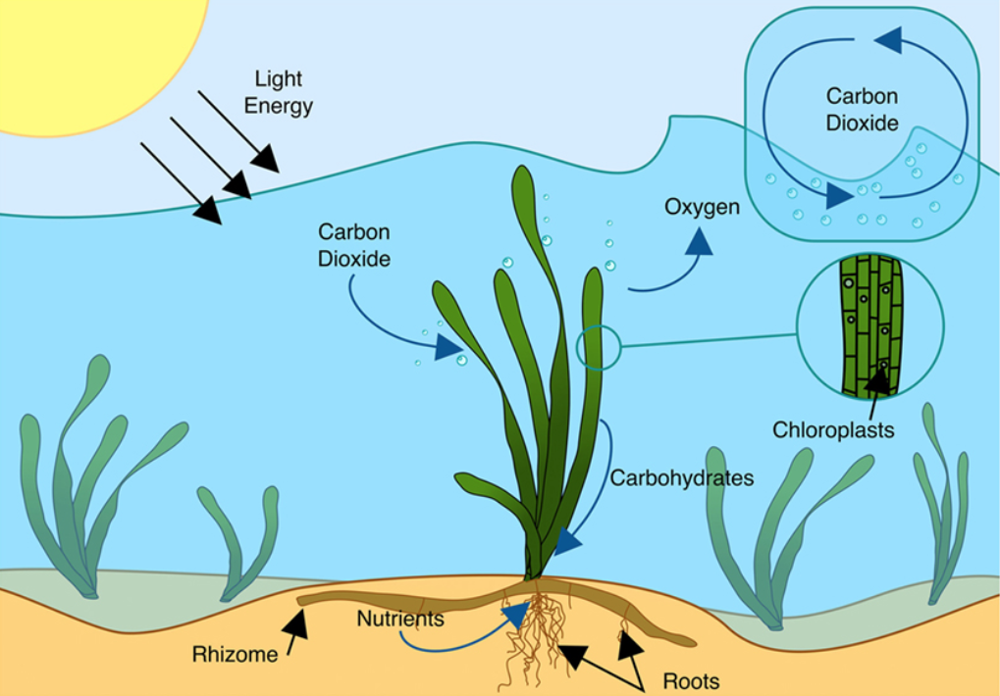 Light
Energy
Carbon
Dioxide
Carbon
Dioxide
Oxygen
Chloroplasts
Carbohydrates
Nutrients
Rhizome
Roots